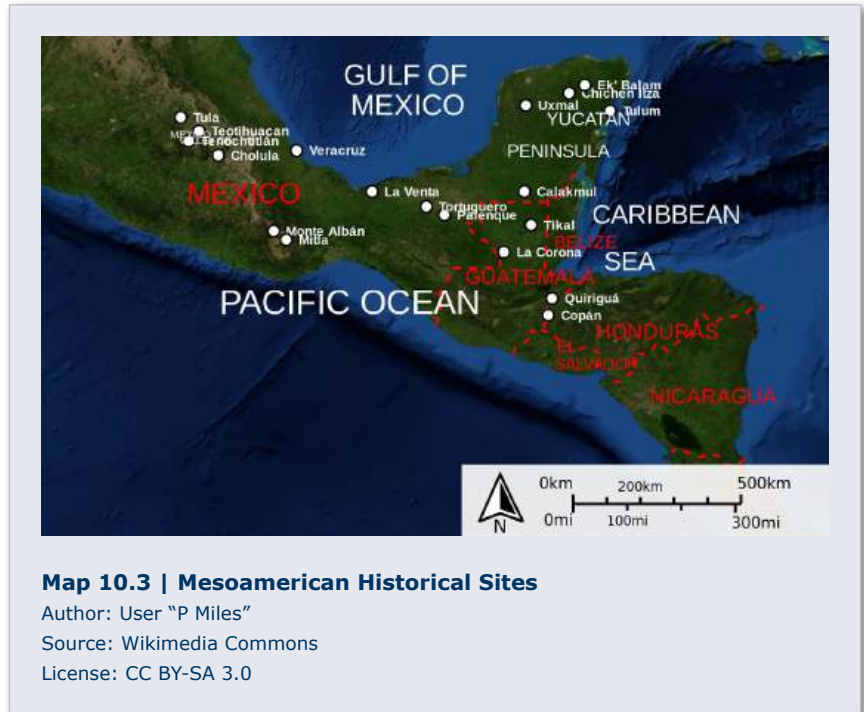 GULF OF
MEXICO
Ek' Balam
Chichen Itza
Uxmal
Tulum
YUCATÁN
PENINSULA
Tula
Teotihuacan
Tenochtitlán
Cholula
Veracruz
MEXICO
La Venta
Calakmul
Tortuguero
Palenque
CARIBBEAN
SEA
Tikal
BELIZE
Monte Albán
Mitla
La Corona
GUATEMALA
PACIFIC OCEAN
Quiriguá
Copán
HONDURAS
EL
SALVADOR
NICARAGUA
0km 200km 500km
0mi 100mi 300mi
N
Map 10.3 | Mesoamerican Historical Sites
Author: User “P Miles”
Source: Wikimedia Commons
License: CC BY-SA 3.0